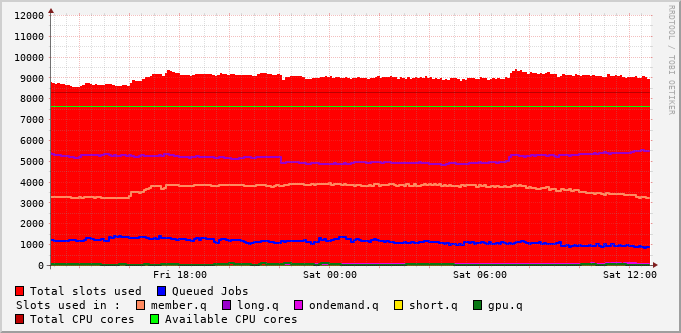 RRDTOOL / TOBI OETIKER
12000
11000
10000
9000
8000
7000
6000
5000
4000
3000
2000
1000
0
Fri 18:00 Sat 00:00 Sat 06:00 Sat 12:00
Total slots used Queued Jobs
Slots used in : member.q long.q ondemand.q short.q gpu.q
Total CPU cores Available CPU cores